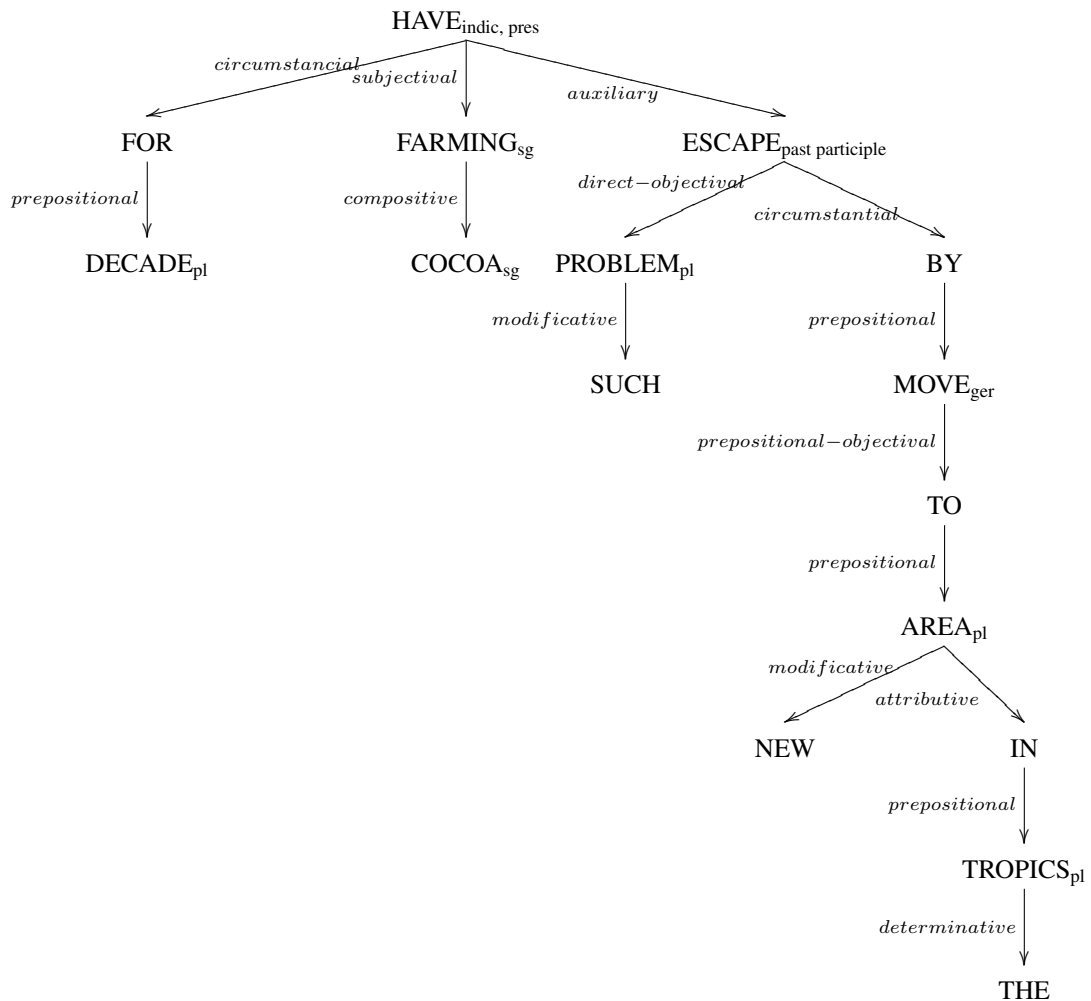 HAVE indic, pres
circumstancial subjectival auxiliary
FOR FARMING sg ESCAPE past participle
prepositional compositive direct−objectival circumstantial
DECADE pl COCOA sg PROBLEM pl BY
modificative prepositional
SUCH MOVE ger
prepositional−objectival
TO
prepositional
AREA pl
modificative attributive
NEW IN
prepositional
TROPICS pl
determinative
THE